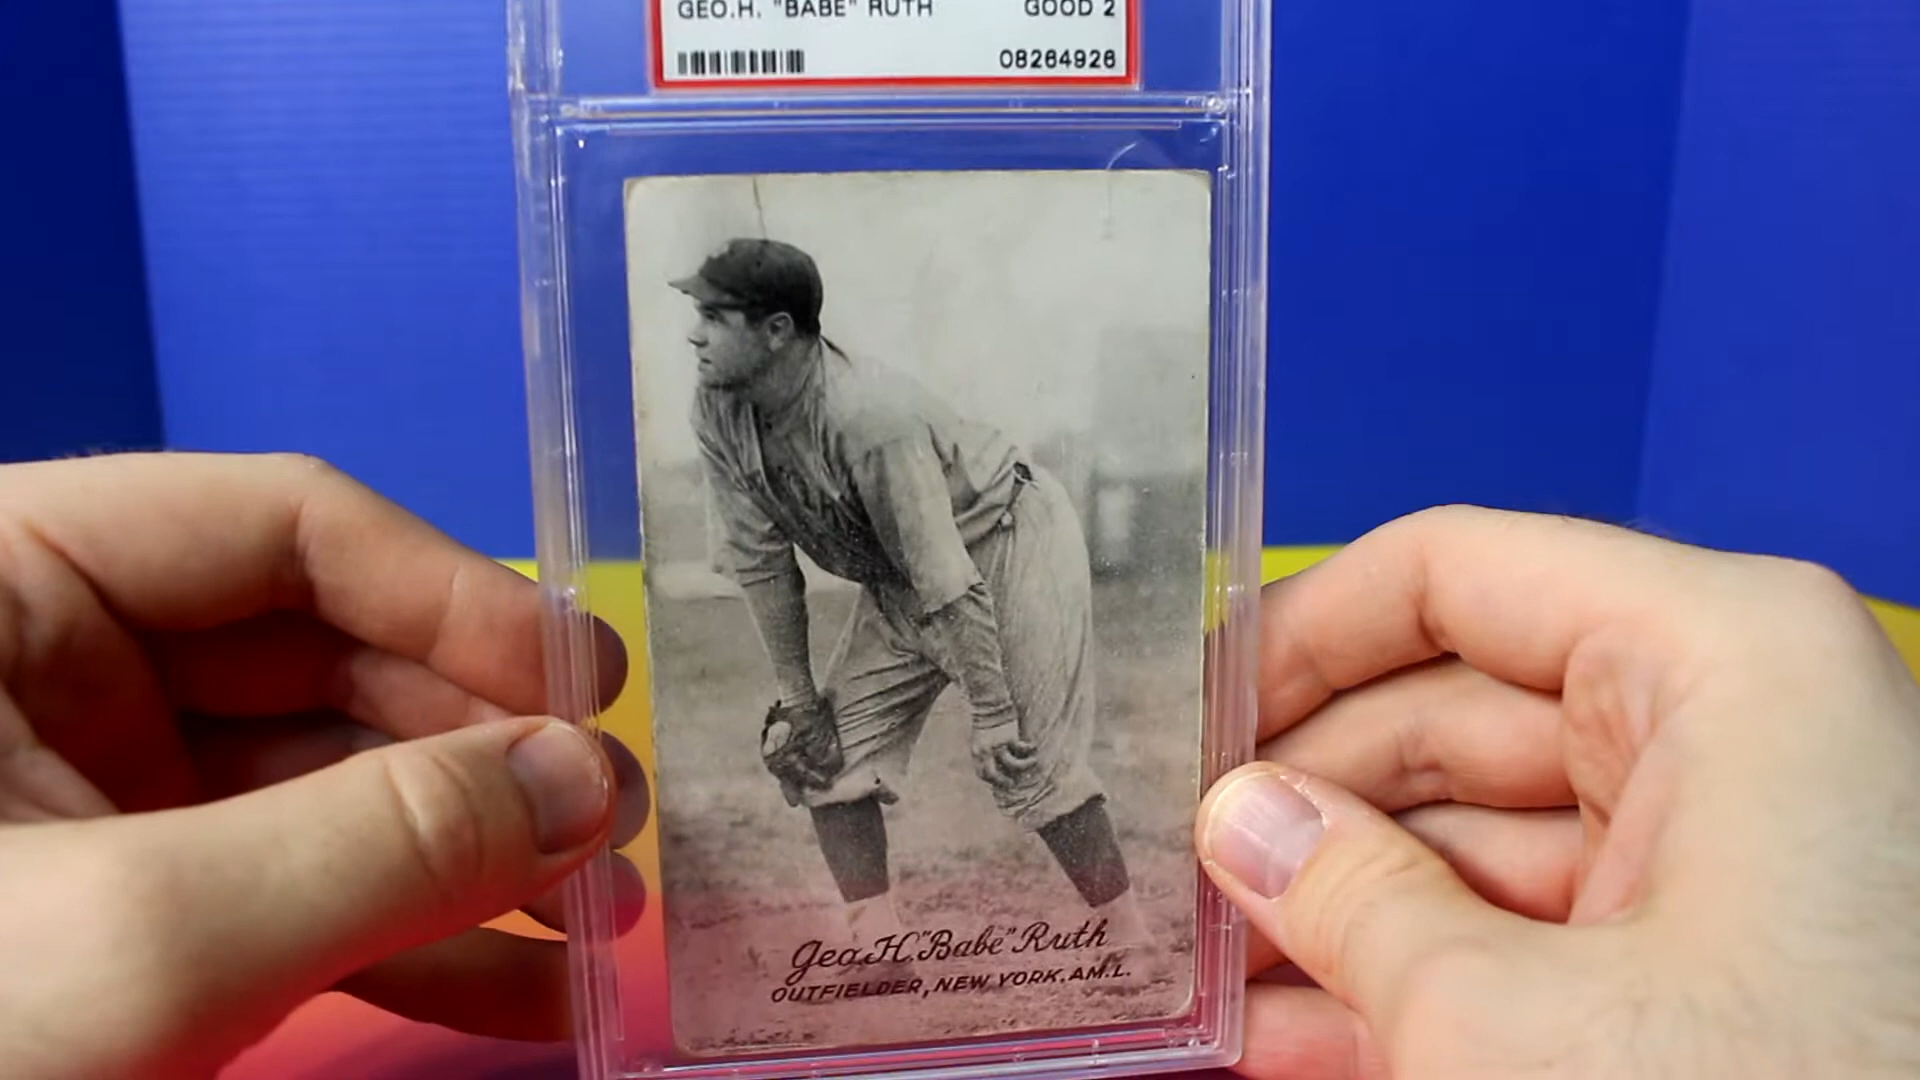 GEO.H. "BABE" RUTH GOOD 2
08264926
Geo.H."Babe"Ruth
OUTFIELDER, NEW YORK. AM.L.